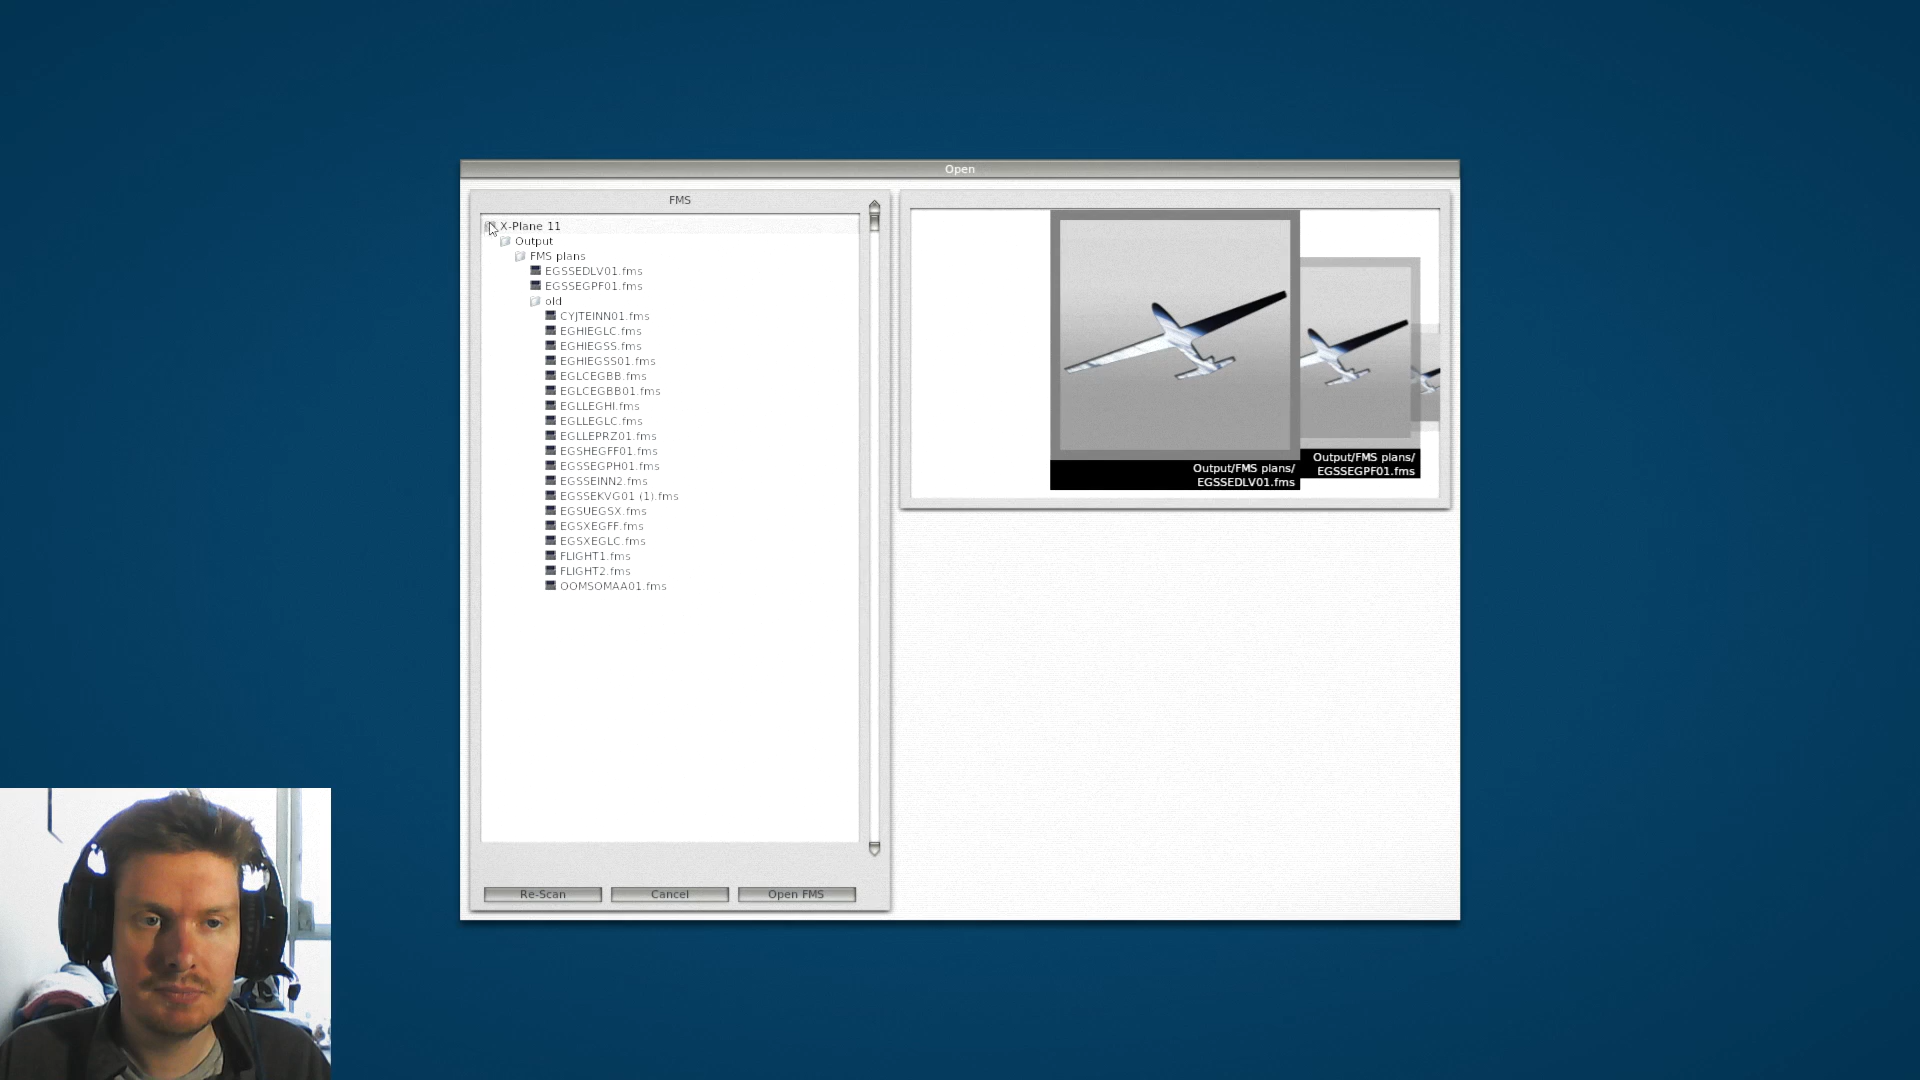 Open
FMS
X-Plane 11
Output
FMS plans
EGSSEDLV01.fms
EGSSEGPF01.fms
old
CYJTEINN01.fms
EGHIEGLC.fms
EGHIEGSS.fms
EGHIEGSS01.fms
EGLCEGBB.fms
EGLCEGBB01.fms
EGLLEGHI.fms
EGLLEGLC.fms
EGLLEPRZ01.fms
EGSHEGFF01.fms
EGSSEGPH01.fms
EGSSEINN2.fms
EGSSEKVG01 (1).fms
EGSUEGSX.fms
EGSXEGFF.fms
EGSXEGLC.fms
FLIGHT1.fms
FLIGHT2.fms
OOMSOMAA01.fms
Re-Scan
Cancel
Open FMS
Output/FMS plans/
EGSSEDLV01.fms
Output/FMS plans/
EGSSEGPF01.fms